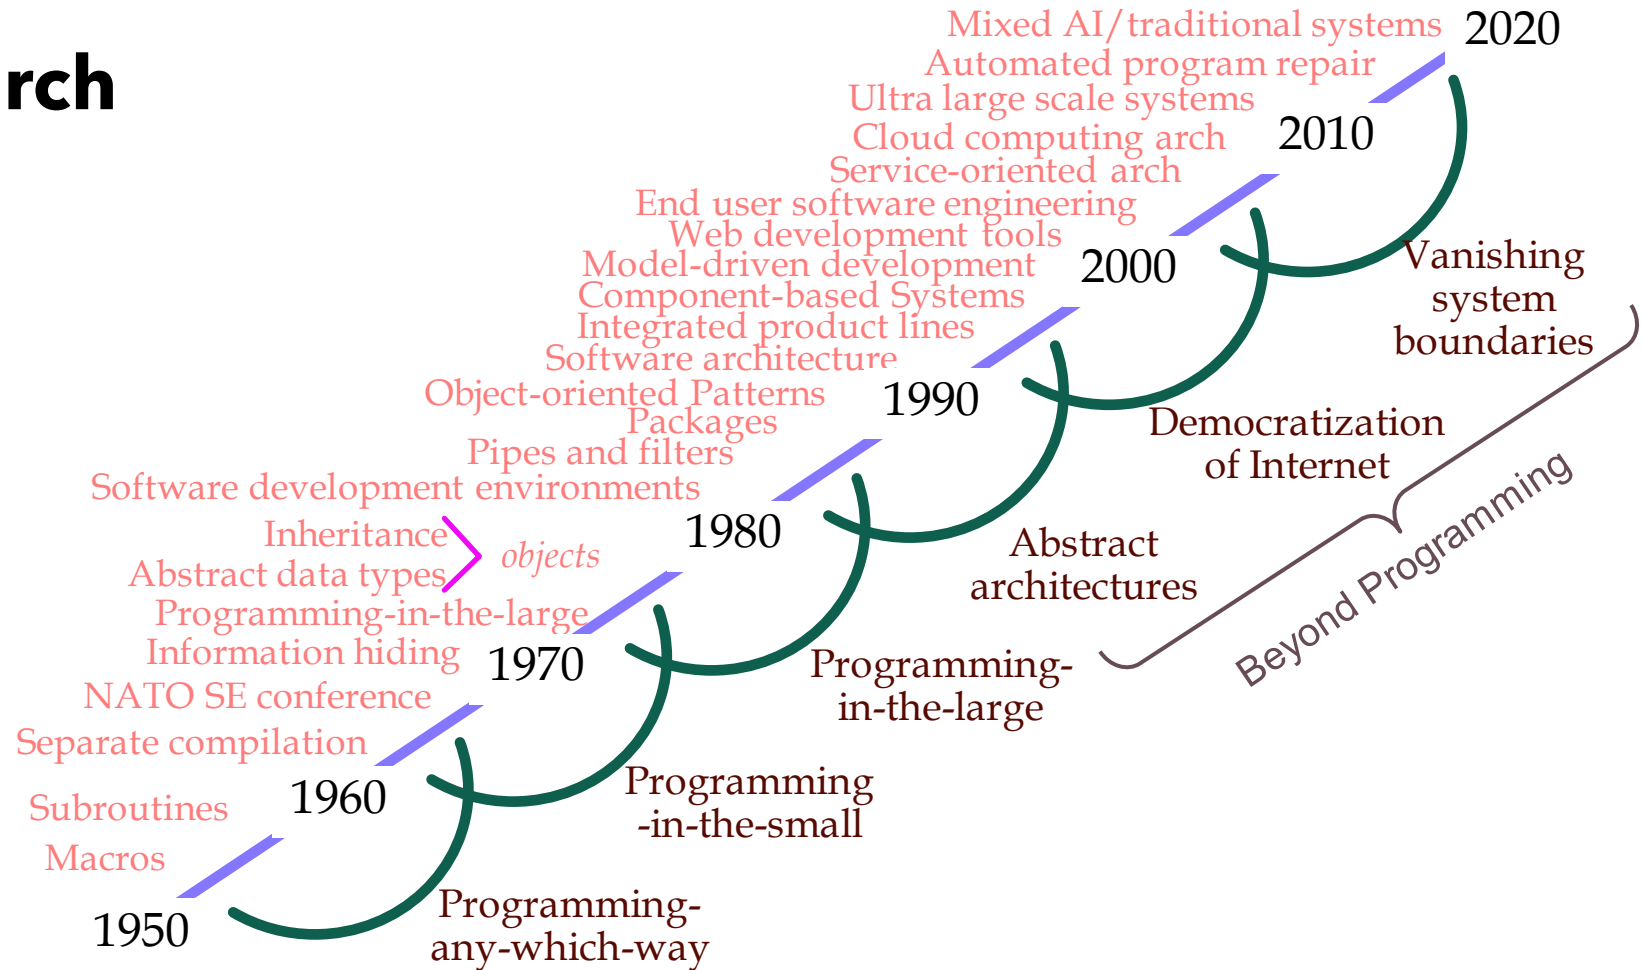 rch
Mixed AI/traditional systems
2020
Automated program repair
Ultra large scale systems
Cloud computing arch
2010
Service-oriented arch
End user software engineering
Web development tools
Model-driven development
2000
Component-based Systems
Integrated product lines
Software architecture
Object-oriented Patterns
1990
Packages
Pipes and filters
Software development environments
1980
Inheritance
Abstract data types
objects
Programming-in-the-large
Information hiding
1970
NATO SE conference
Separate compilation
1960
Subroutines
Macros
1950
Vanishing
system
boundaries
Democratization
of Internet
Abstract
architectures
Beyond Programming
Programming-
in-the-large
Programming
-in-the-small
Programming-
any-which-way